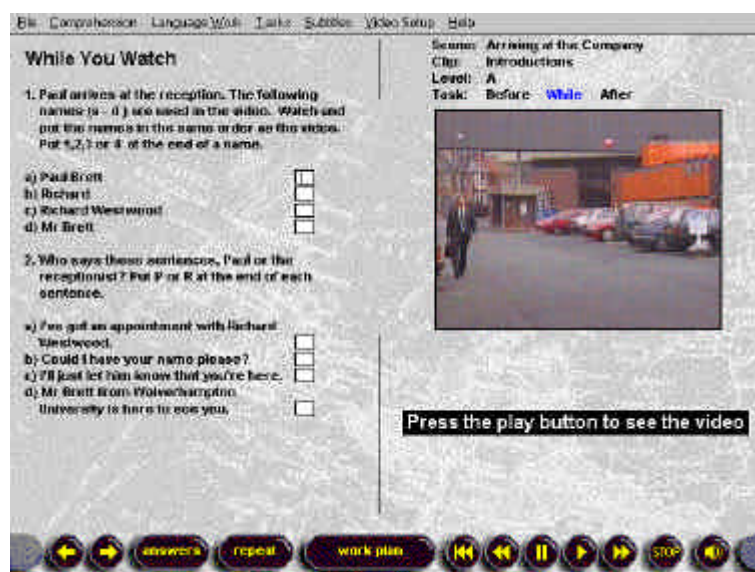 File Comprehension Language Work Tasks Subtitles Video Setup Help
While You Watch
1. Paul arrives at the reception. The following
names (a - d ) are used in the video. Watch and
put the names in the same order as the video.
Put 1,2,3 or 4 at the end of a name.
a) Paul Brett
b) Richard
c) Richard Westwood
d) Mr Brett
2. Who says these sentences, Paul or the
receptionist? Put P or R at the end of each
sentence.
a) I've got an appointment with Richard
Westwood.
b) Could I have your name please?
c) I'll just let him know that you're here.
d) Mr Brett from Wolverhampton
University is here to see you.
Scene: Arriving at the Company
Clip: Introductions
Level: A
Task: Before While After
Press the play button to see the video
answers repeat work plan STOP